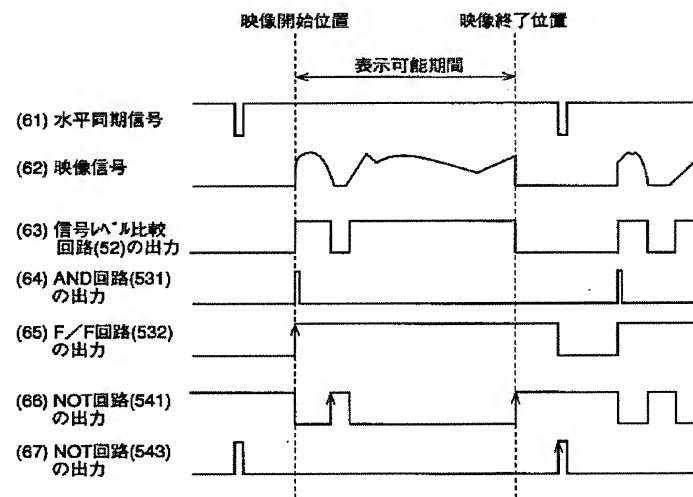 映像開始位置
映像終了位置
表示可能期間
(61) 水平同期信号
(62) 映像信号
(63) 信号レベル比較
回路(52)の出力
(64) AND回路(531)
の出力
(65) F／F回路(532)
の出力
(66) NOT回路(541)
の出力
(67) NOT回路(543)
の出力